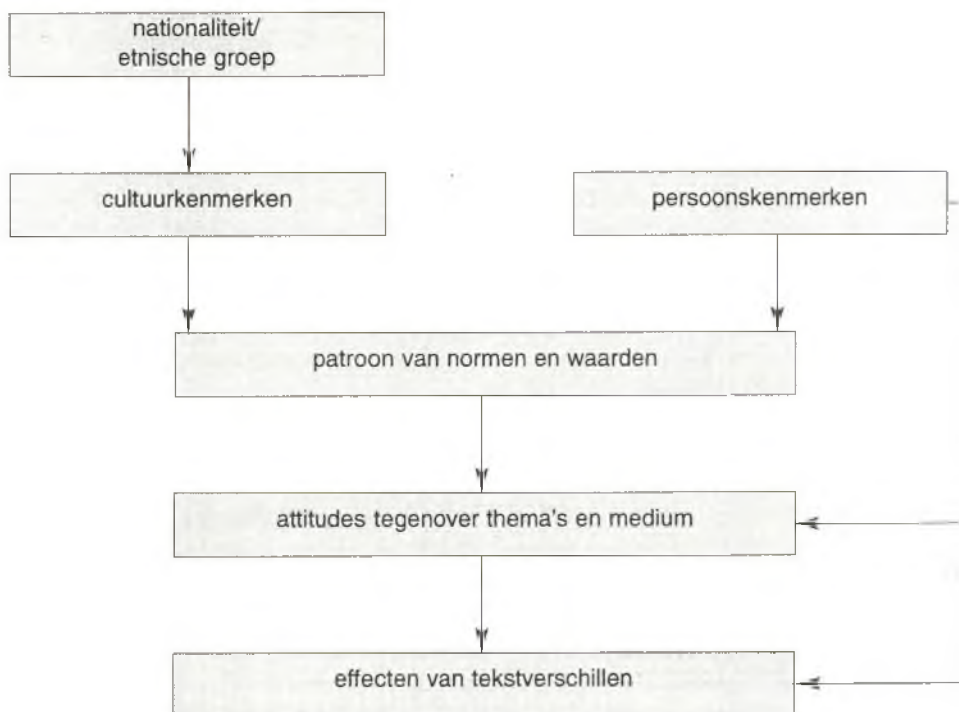 nationaliteit/
etnische groep
cultuurkenmerken
persoonskenmerken
patroon van normen en waarden
attitudes tegenover thema's en medium
effecten van tekstverschillen